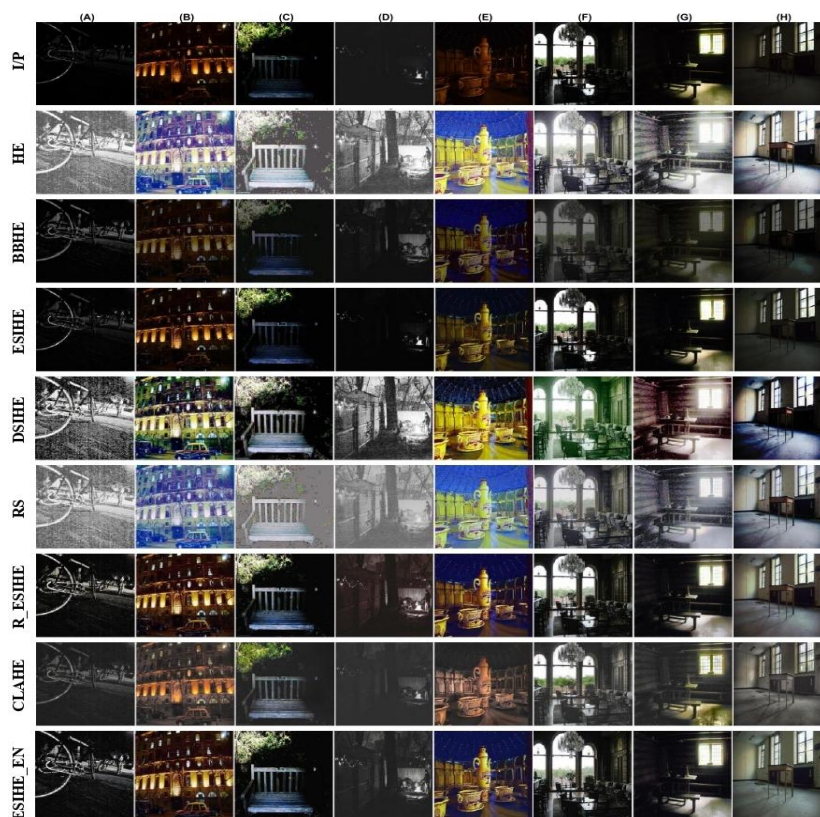 (A) (B) (C) (D) (E) (F) (G) (H)
I/P
HE
BBHE
ESIHE
DSIHE
RS
R_ESIHE
CLAHE
ESIHE_EN